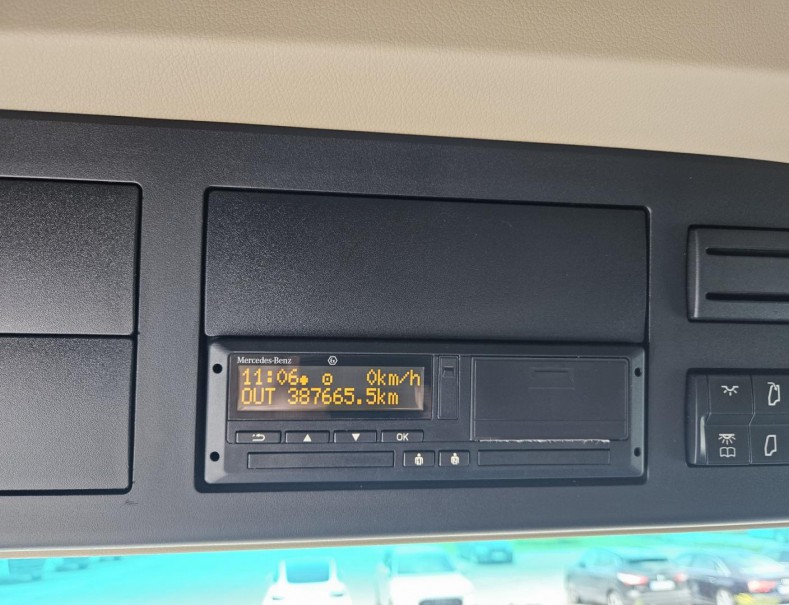 Mercedes-Benz
11:06 0km/h
OUT 387665.5km
OK